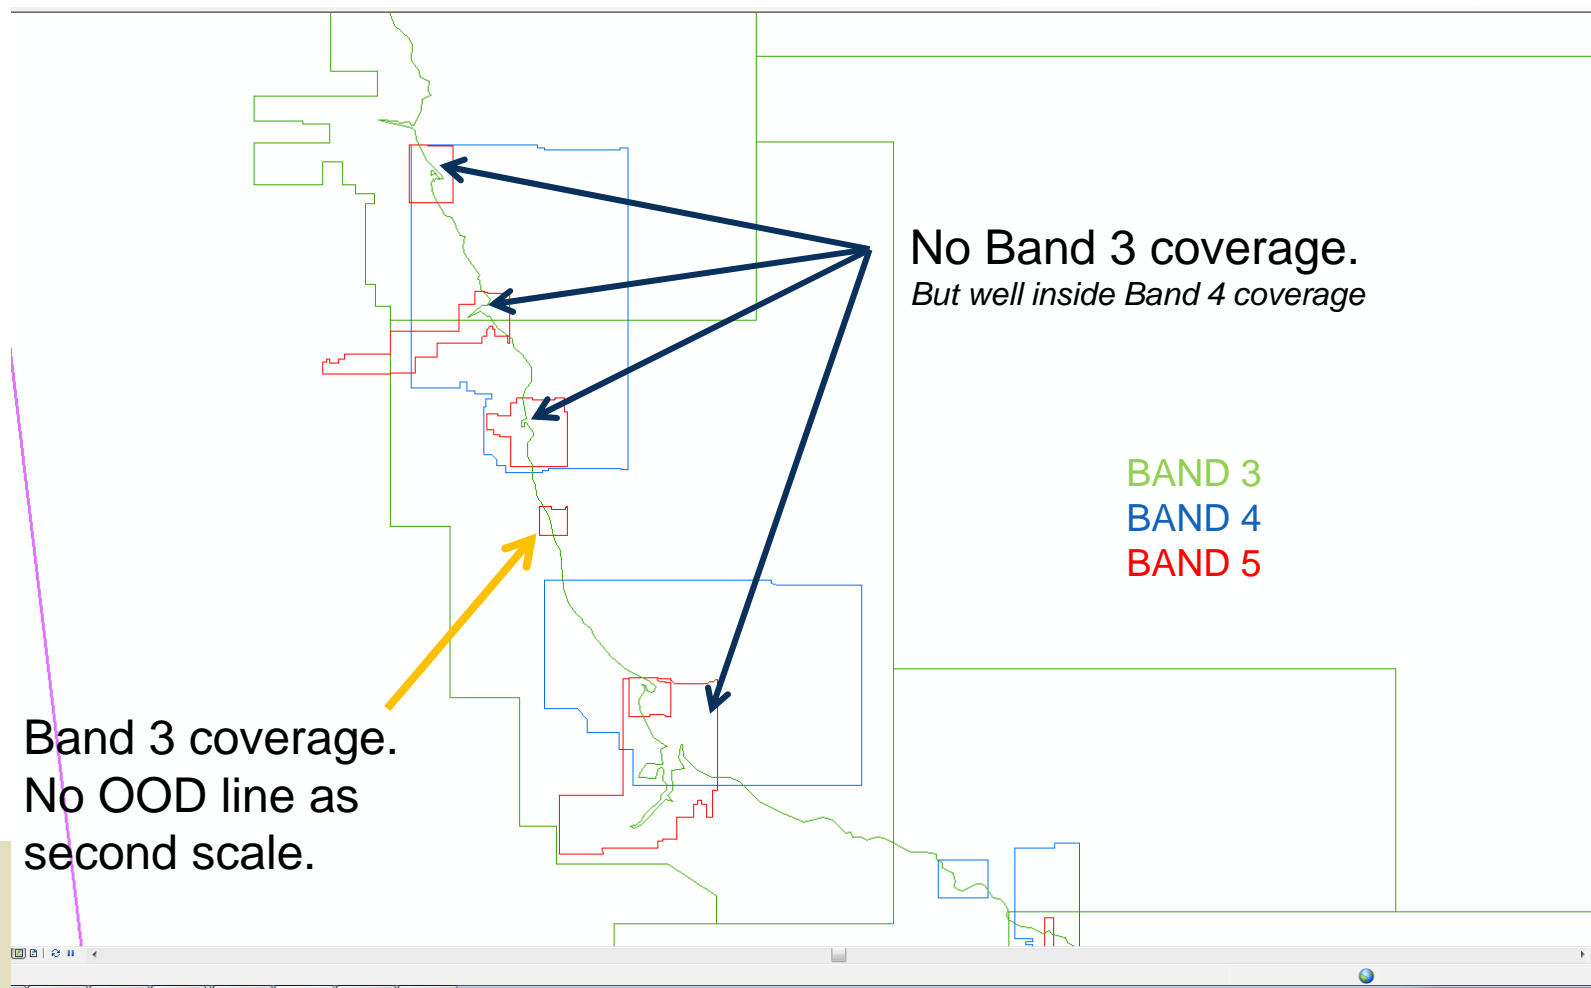 No Band 3 coverage.
But well inside Band 4 coverage
BAND 3
BAND 4
BAND 5
Band 3 coverage.
No OOD line as
second scale.